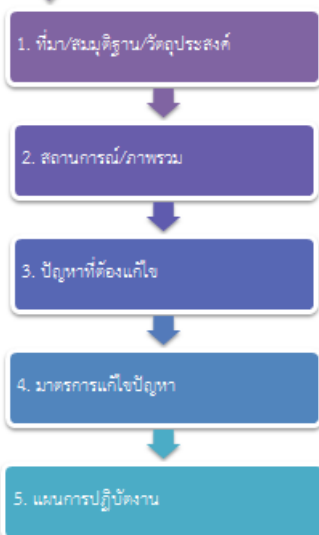 1. ที่มา/สมมุติฐาน/วัตถุประสงค์
2. สถานการณ์/ภาพรวม
3. ปัญหาที่ต้องแก้ไข
4. มาตรการแก้ไขปัญหา
5. แผนการปฏิบัติงาน